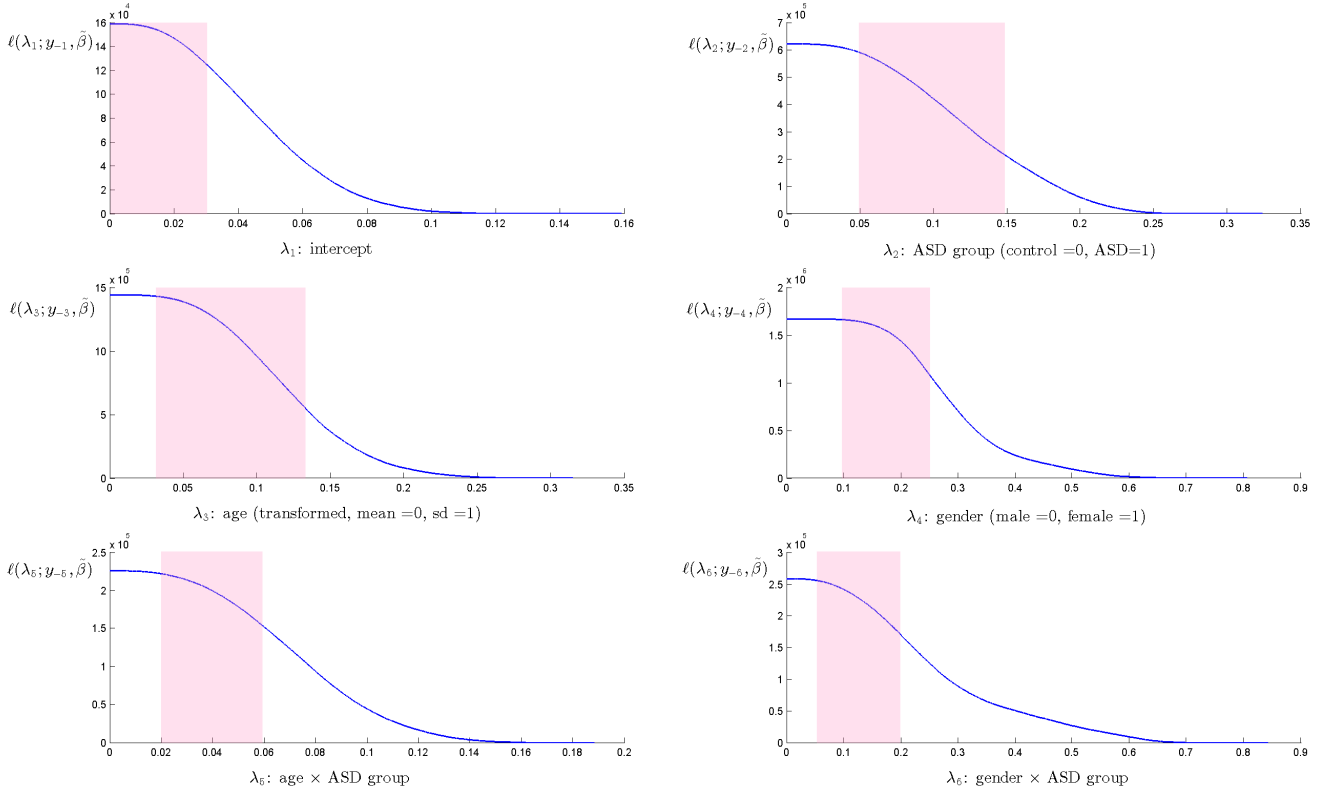 x 10^4
ℓ(λ₁; y₋₁, β̃)
16
14
12
10
8
6
4
2
0
0 0.02 0.04 0.06 0.08 0.1 0.12 0.14 0.16
λ₁: intercept
x 10^5
ℓ(λ₂; y₋₂, β̃)
7
6
5
4
3
2
1
0
0 0.05 0.1 0.15 0.2 0.25 0.3 0.35
λ₂: ASD group (control =0, ASD=1)
x 10^5
ℓ(λ₃; y₋₃, β̃)
15
10
5
0
0 0.05 0.1 0.15 0.2 0.25 0.3 0.35
λ₃: age (transformed, mean =0, sd =1)
x 10^6
ℓ(λ₄; y₋₄, β̃)
2
1.5
1
0.5
0
0 0.1 0.2 0.3 0.4 0.5 0.6 0.7 0.8 0.9
λ₄: gender (male =0, female =1)
x 10^5
ℓ(λ₅; y₋₅, β̃)
2.5
2
1.5
1
0.5
0
0 0.02 0.04 0.06 0.08 0.1 0.12 0.14 0.16 0.18 0.2
λ₅: age × ASD group
x 10^5
ℓ(λ₆; y₋₆, β̃)
3
2.5
2
1.5
1
0.5
0
0 0.1 0.2 0.3 0.4 0.5 0.6 0.7 0.8 0.9
λ₆: gender × ASD group